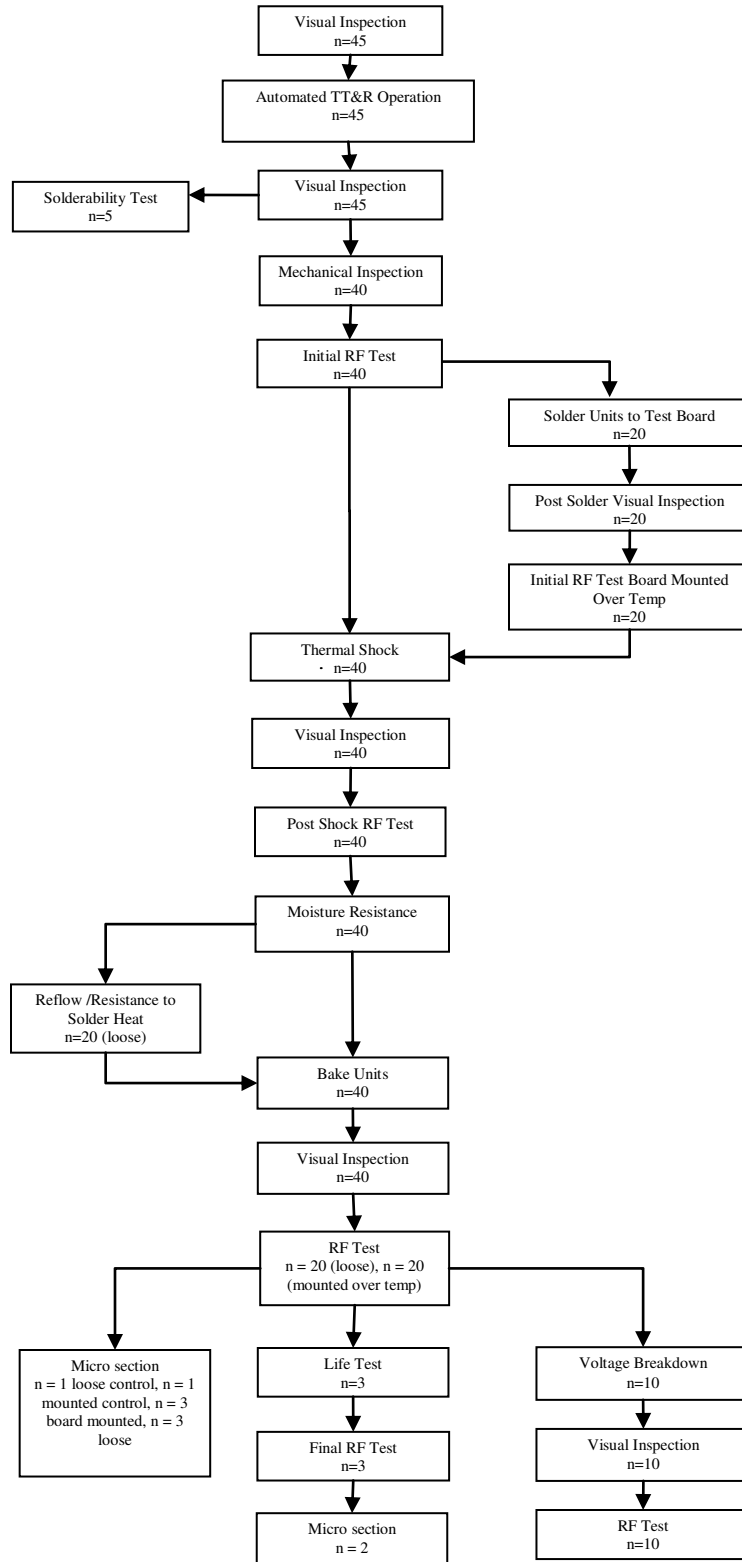 Visual Inspection
n=45
Automated TT&R Operation
n=45
Visual Inspection
n=45
Solderability Test
n=5
Mechanical Inspection
n=40
Initial RF Test
n=40
Solder Units to Test Board
n=20
Post Solder Visual Inspection
n=20
Initial RF Test Board Mounted
Over Temp
n=20
Thermal Shock
· n=40
Visual Inspection
n=40
Post Shock RF Test
n=40
Moisture Resistance
n=40
Reflow /Resistance to
Solder Heat
n=20 (loose)
Bake Units
n=40
Visual Inspection
n=40
RF Test
n = 20 (loose), n = 20
(mounted over temp)
Micro section
n = 1 loose control, n = 1
mounted control, n = 3
board mounted, n = 3
loose
Life Test
n=3
Final RF Test
n=3
Micro section
n = 2
Voltage Breakdown
n=10
Visual Inspection
n=10
RF Test
n=10